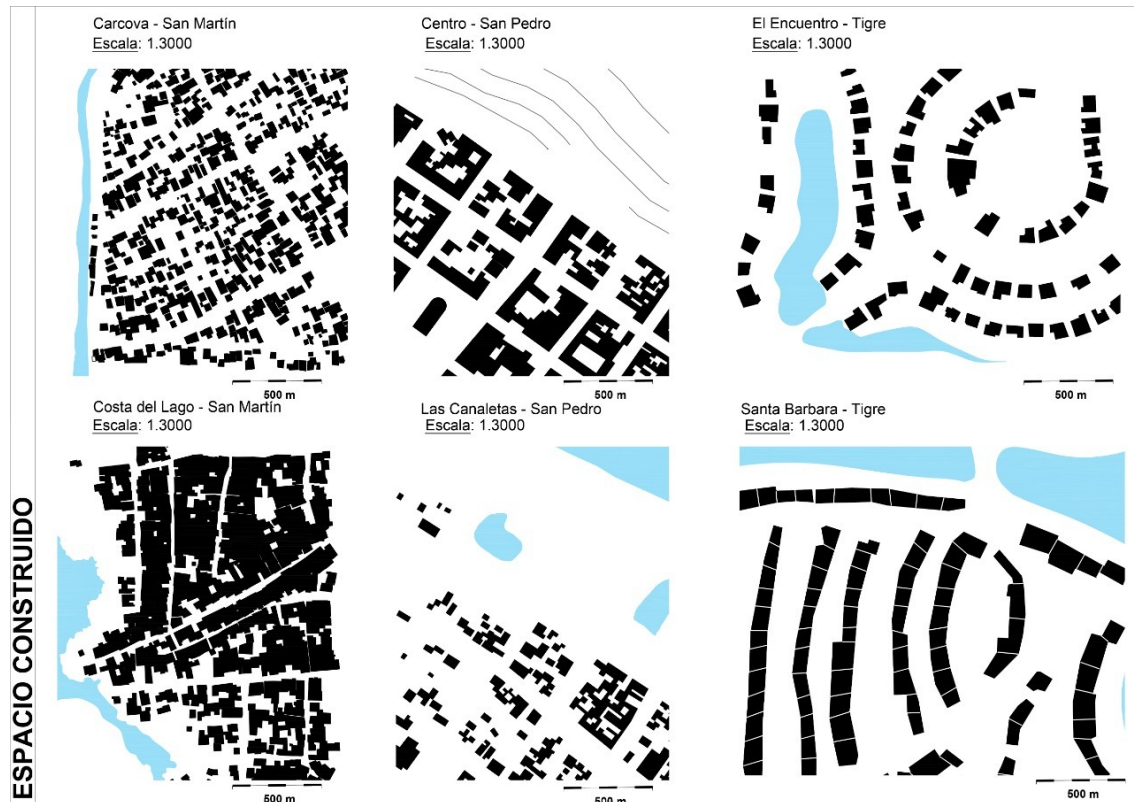 Carcova - San Martín
Escala: 1.3000
500 m
Centro - San Pedro
Escala: 1.3000
500 m
El Encuentro - Tigre
Escala: 1.3000
500 m
Costa del Lago - San Martín
Escala: 1.3000
500 m
Las Canaletas - San Pedro
Escala: 1.3000
500 m
Santa Barbara - Tigre
Escala: 1.3000
500 m
ESPACIO CONSTRUIDO